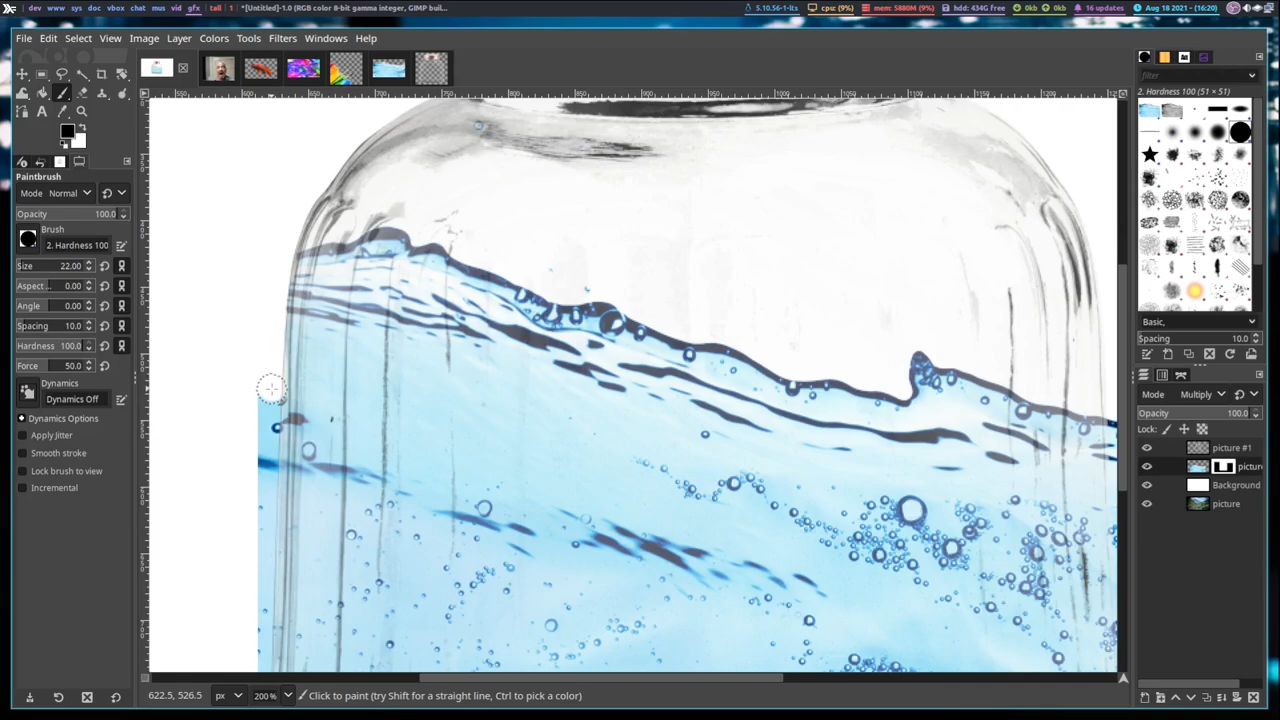 dev www sys doc vbox chat mus vid gfx tall 1 *[Untitled]-1.0 (RGB color 8-bit gamma integer, GIMP buil... 5.10.56-1-lts cpu: (9%) mem: 5880M (9%) hdd: 434G free 0kb 0kb 16 updates Aug 18 2021 - (16:20)
File Edit Select View Image Layer Colors Tools Filters Windows Help
filter
2. Hardness 100 (51 × 51)
Paintbrush
Mode Normal
Opacity 100.0
Brush
2. Hardness 100
Size 22.00
Aspect... 0.00
Angle 0.00
Spacing 10.0
Hardness 100.0
Force 50.0
Dynamics
Dynamics Off
Dynamics Options
Apply Jitter
Smooth stroke
Lock brush to view
Incremental
Basic,
Spacing 10.0
Mode Multiply
Opacity 100.0
Lock:
picture #1
picture
Background
picture
622.5, 526.5 px 200% Click to paint (try Shift for a straight line, Ctrl to pick a color)